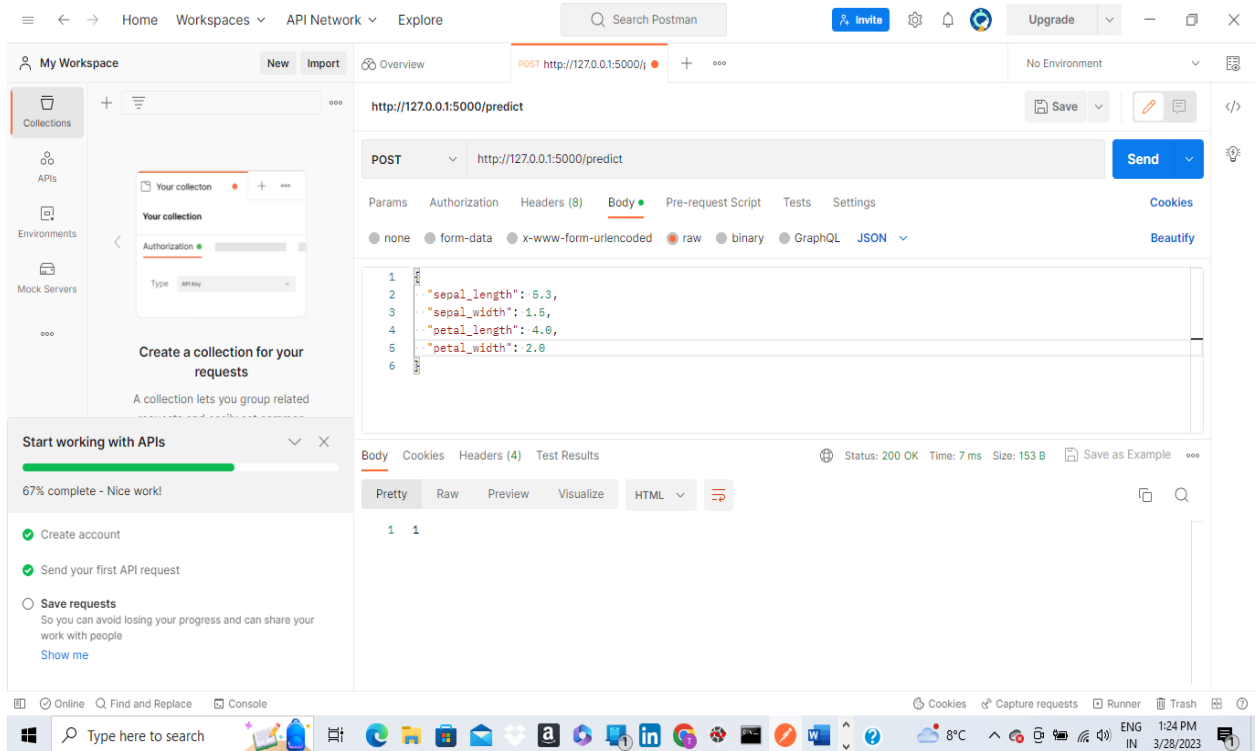 Home Workspaces API Network Explore Search Postman Invite Upgrade
My Workspace New Import Overview POST http://127.0.0.1:5000/p No Environment
Collections
APIs
Environments
Mock Servers
Your collecton
Your collection
Authorization
Type API Key
Create a collection for your
requests
A collection lets you group related
http://127.0.0.1:5000/predict Save
POST http://127.0.0.1:5000/predict Send
Params Authorization Headers (8) Body Pre-request Script Tests Settings Cookies
none form-data x-www-form-urlencoded raw binary GraphQL JSON Beautify
1 {
2 "sepal_length": 5.3,
3 "sepal_width": 1.5,
4 "petal_length": 4.0,
5 "petal_width": 2.0
6 }
Start working with APIs
67% complete - Nice work!
Create account
Send your first API request
Save requests
So you can avoid losing your progress and can share your
work with people
Show me
Body Cookies Headers (4) Test Results Status: 200 OK Time: 7 ms Size: 153 B Save as Example
Pretty Raw Preview Visualize HTML
1 1
Online Find and Replace Console Cookies Capture requests Runner Trash
Type here to search 8°C ENG 1:24 PM
IN 3/28/2023